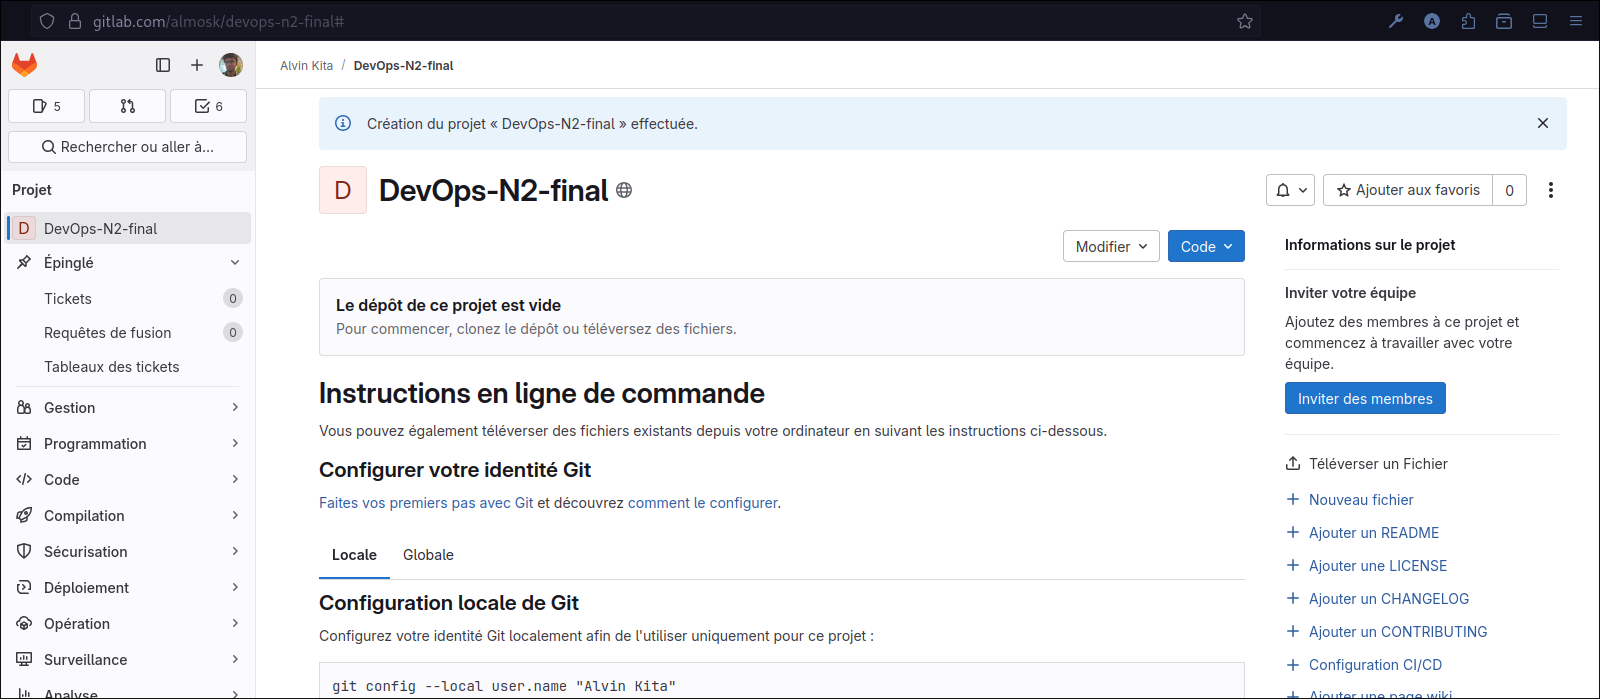 gitlab.com/almosk/devops-n2-final#
A
5
6
Rechercher ou aller à...
Projet
D DevOps-N2-final
Épinglé
Tickets 0
Requêtes de fusion 0
Tableaux des tickets
Gestion
Programmation
Code
Compilation
Sécurisation
Déploiement
Opération
Surveillance
Analyse
Alvin Kita / DevOps-N2-final
Création du projet « DevOps-N2-final » effectuée.
D DevOps-N2-final
Ajouter aux favoris 0
Modifier
Code
Le dépôt de ce projet est vide
Pour commencer, clonez le dépôt ou téléversez des fichiers.
Instructions en ligne de commande
Vous pouvez également téléverser des fichiers existants depuis votre ordinateur en suivant les instructions ci-dessous.
Configurer votre identité Git
Faites vos premiers pas avec Git et découvrez comment le configurer.
Locale Globale
Configuration locale de Git
Configurez votre identité Git localement afin de l'utiliser uniquement pour ce projet :
git config --local user.name "Alvin Kita"
Informations sur le projet
Inviter votre équipe
Ajoutez des membres à ce projet et
commencez à travailler avec votre
équipe.
Inviter des membres
Téléverser un Fichier
Nouveau fichier
Ajouter un README
Ajouter une LICENSE
Ajouter un CHANGELOG
Ajouter un CONTRIBUTING
Configuration CI/CD
Ajouter une page wiki